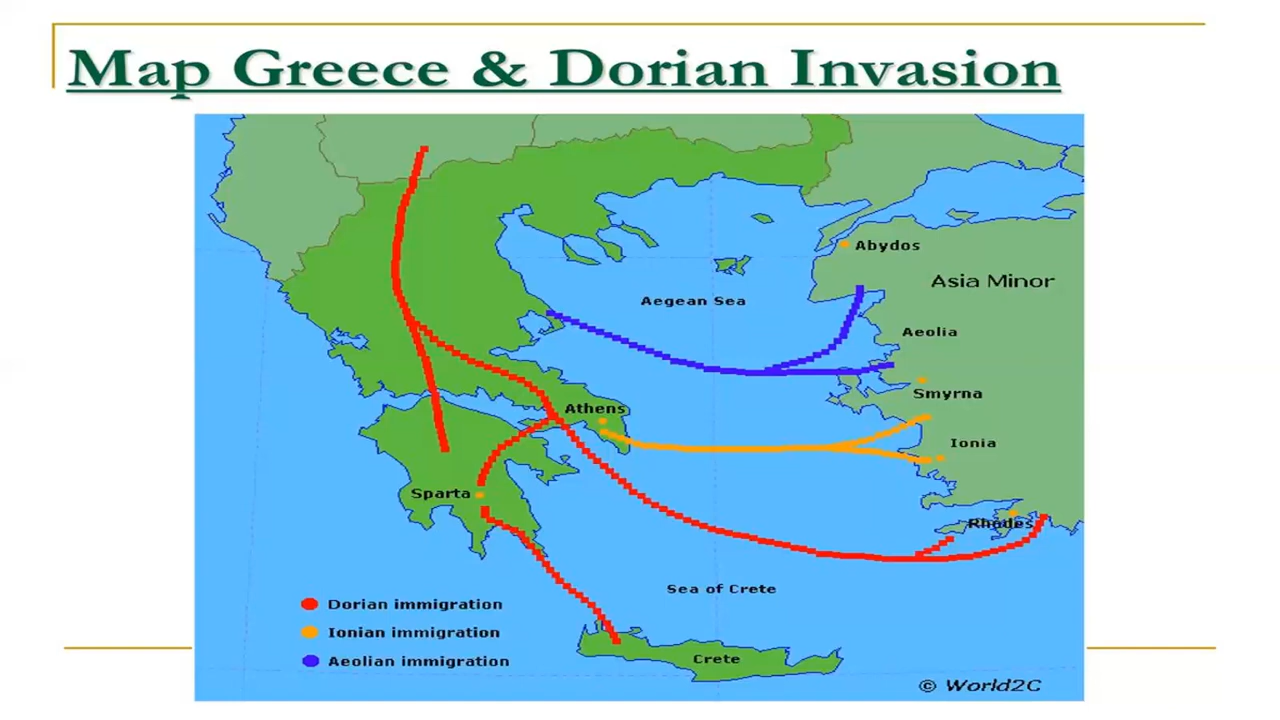 Map Greece & Dorian Invasion
Abydos
Asia Minor
Aegean Sea
Aeolia
Smyrna
Athens
Ionia
Sparta
Rhodes
Sea of Crete
Dorian immigration
Ionian immigration
Aeolian immigration
Crete
© World2C